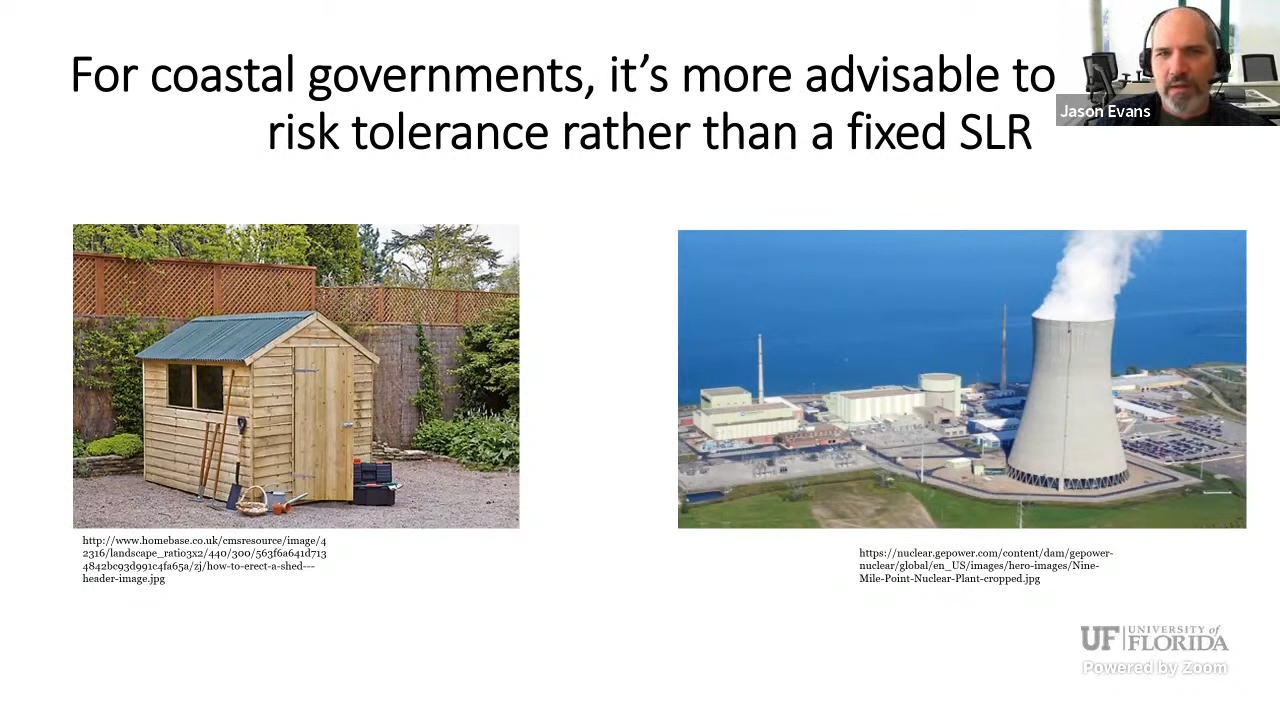 For coastal governments, it's more advisable to
risk tolerance rather than a fixed SLR
Jason Evans
http://www.homebase.co.uk/cmsresource/image/4
2316/landscape_ratio3x2/440/300/563f6a641d713
4842bc93d991c4fa65a/zj/how-to-erect-a-shed---
header-image.jpg
https://nuclear.gepower.com/content/dam/gepower-
nuclear/global/en_US/images/hero-images/Nine-
Mile-Point-Nuclear-Plant-cropped.jpg
UF UNIVERSITY of
FLORIDA
Powered by Zoom